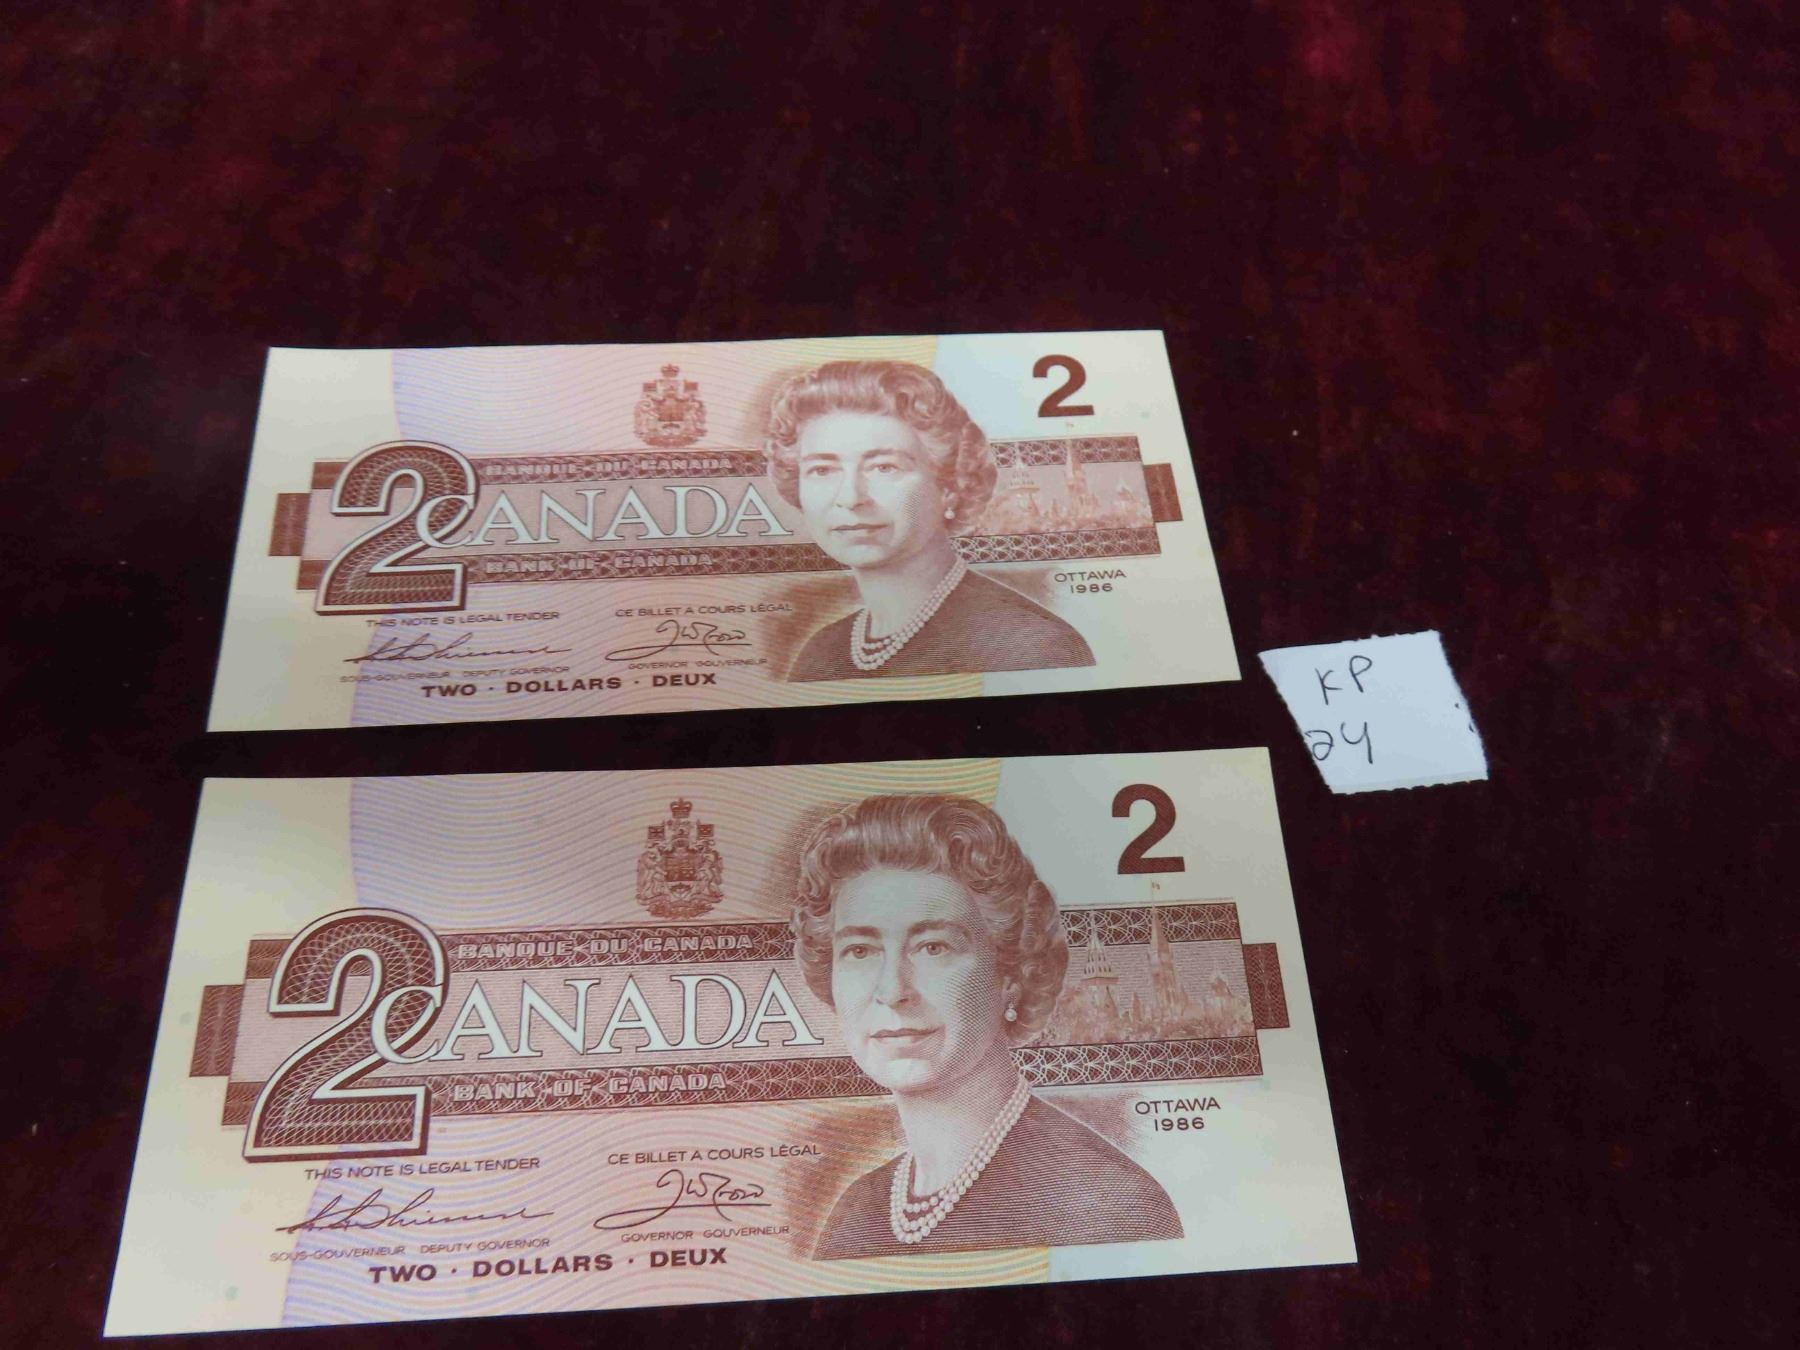 2
BANQUE DU CANADA
2 CANADA
BANK OF CANADA
OTTAWA
1986
THIS NOTE IS LEGAL TENDER
CE BILLET A COURS LÉGAL
SOUS-GOUVERNEUR DEPUTY GOVERNOR
GOVERNOR GOUVERNEUR
TWO · DOLLARS · DEUX
KP
24
2
BANQUE DU CANADA
2 CANADA
BANK OF CANADA
OTTAWA
1986
THIS NOTE IS LEGAL TENDER
CE BILLET A COURS LÉGAL
SOUS-GOUVERNEUR DEPUTY GOVERNOR
GOVERNOR GOUVERNEUR
TWO · DOLLARS · DEUX